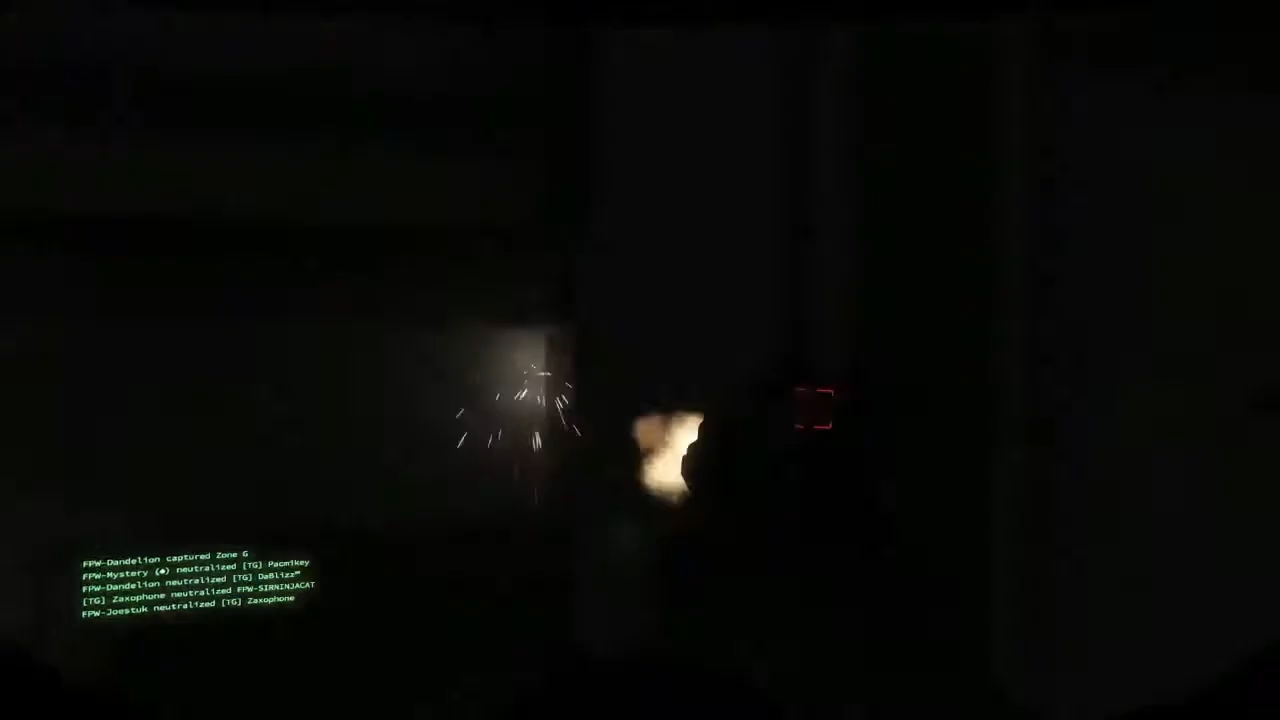 FPW-Dandelion captured Zone G
FPW-Mystery (♠) neutralized [TG] Pacmikey
FPW-Dandelion neutralized [TG] DaBlizz™
[TG] Zaxophone neutralized FPW-SIRNINJACAT
FPW-Joestuk neutralized [TG] Zaxophone